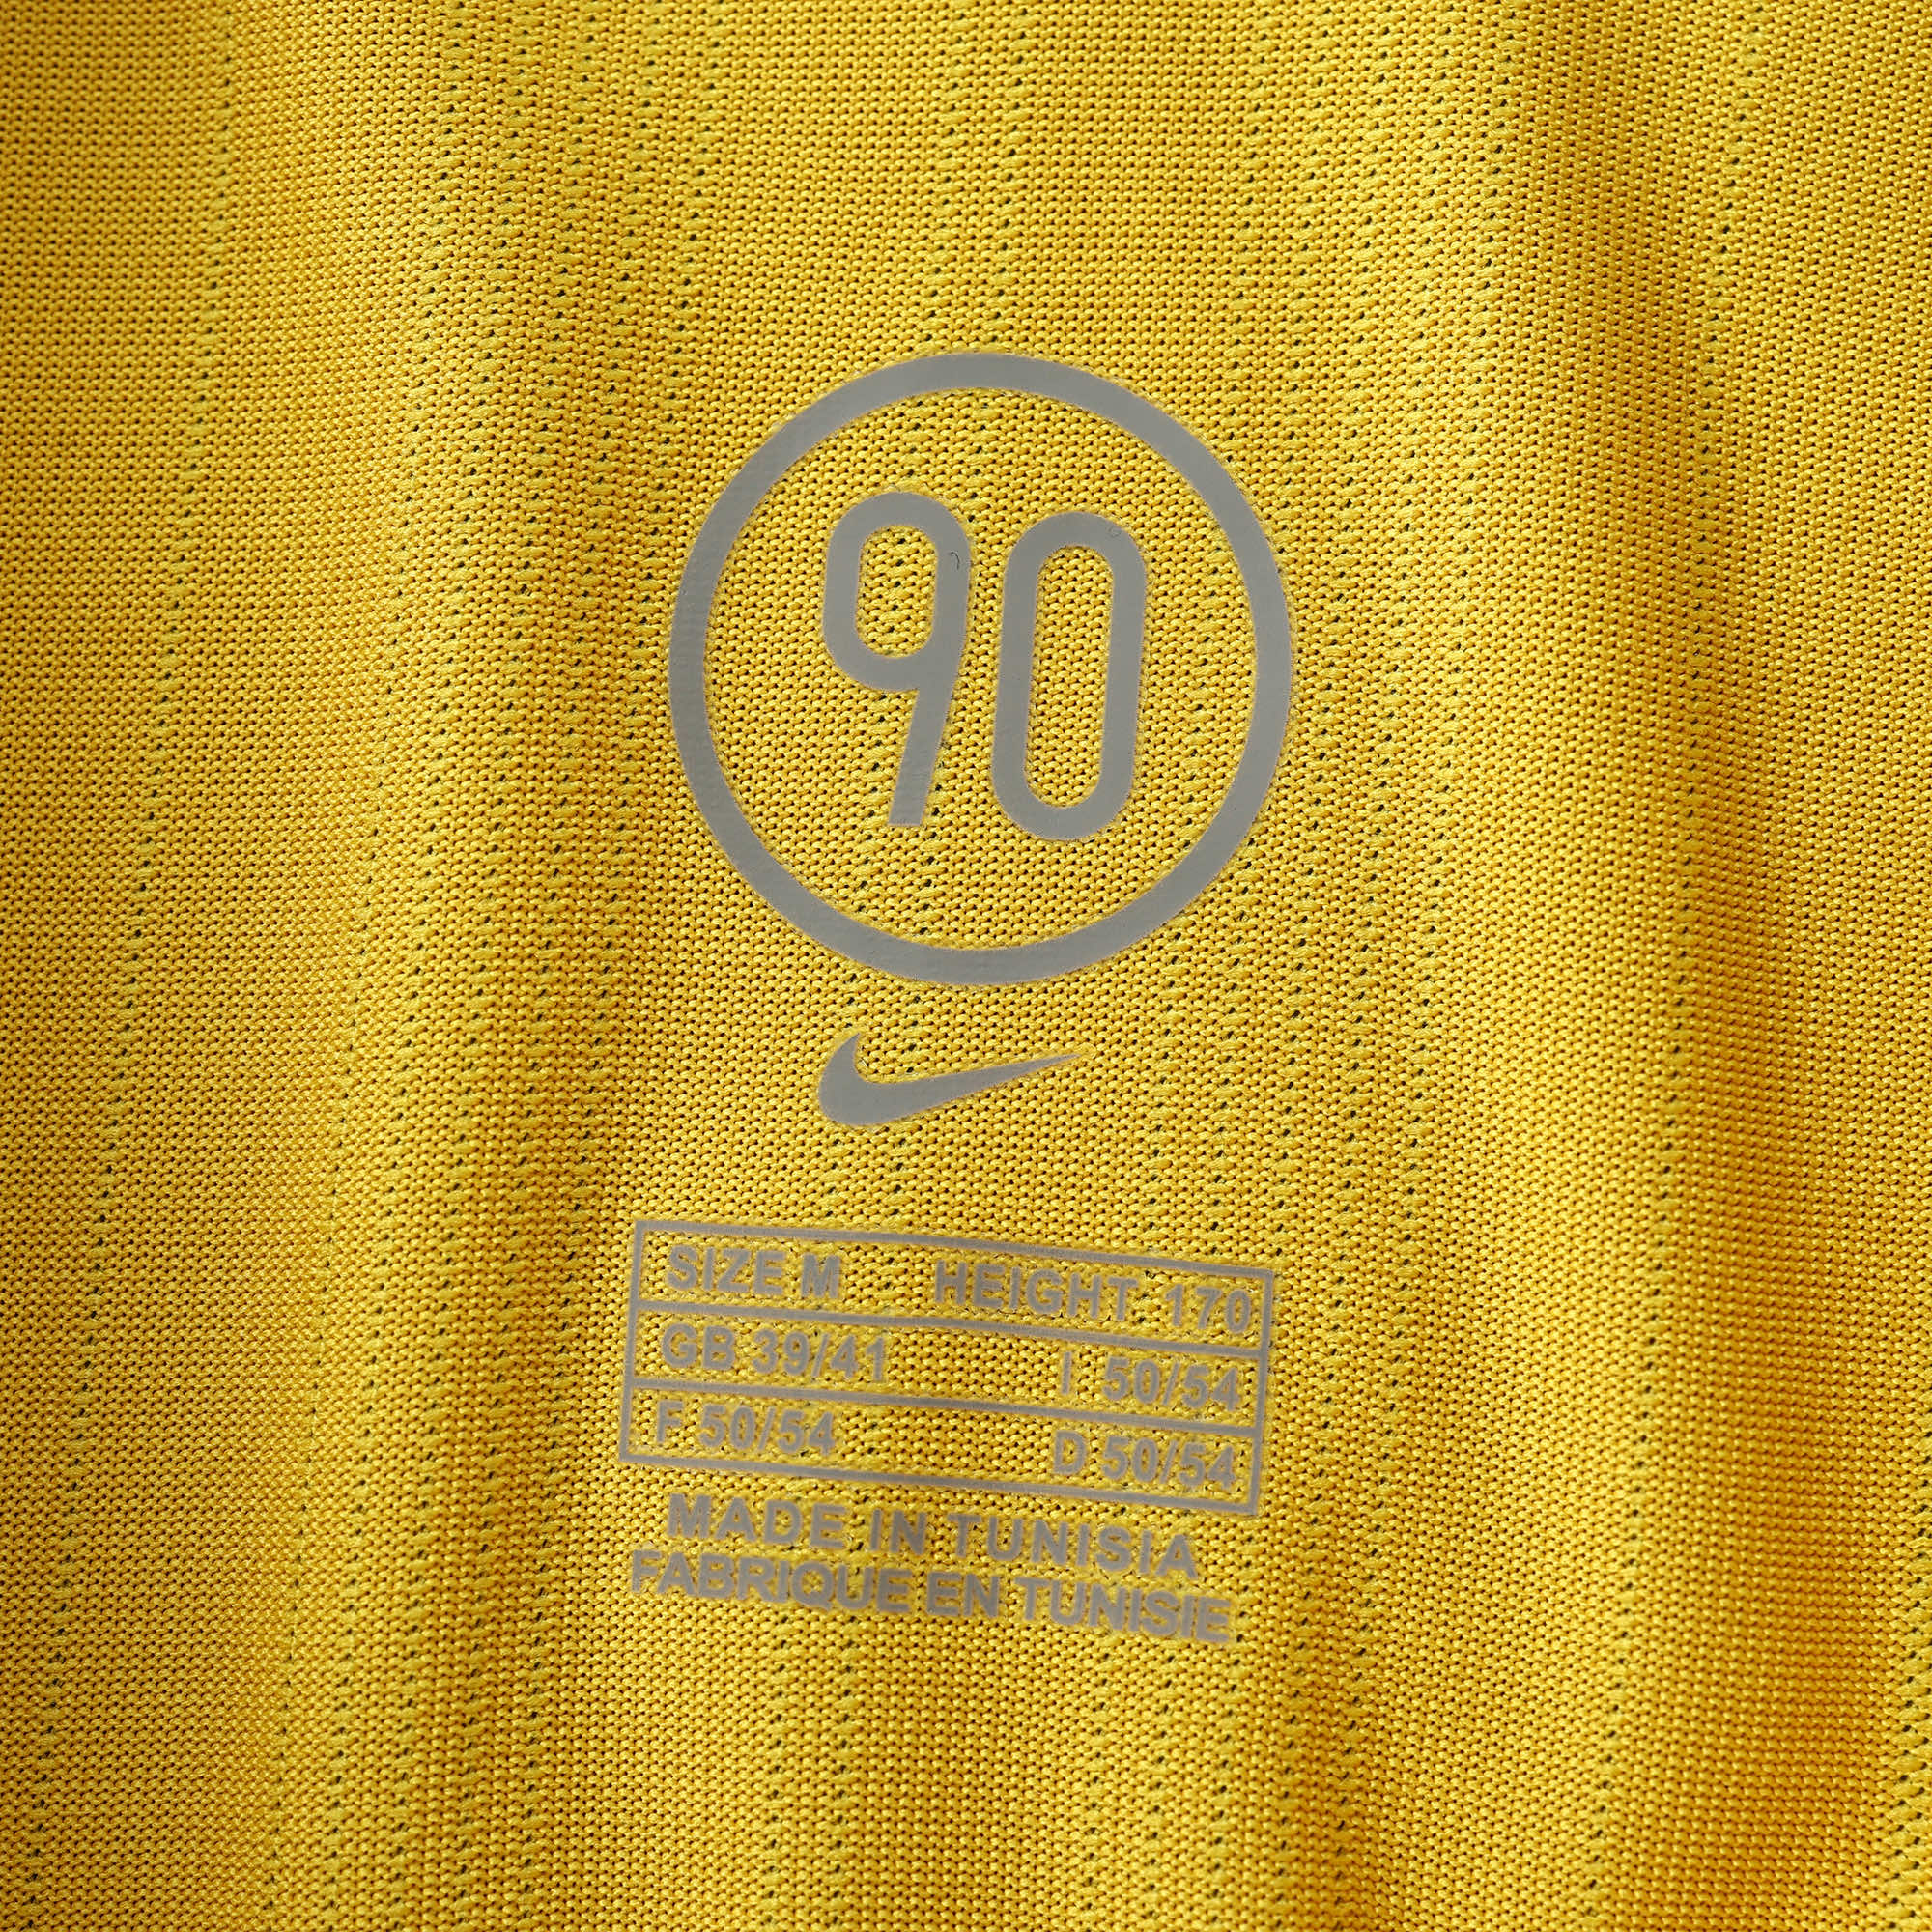 90
SIZE M HEIGHT 170
GB 39/41 I 50/54
F 50/54 D 50/54
MADE IN TUNISIA
FABRIQUE EN TUNISIE